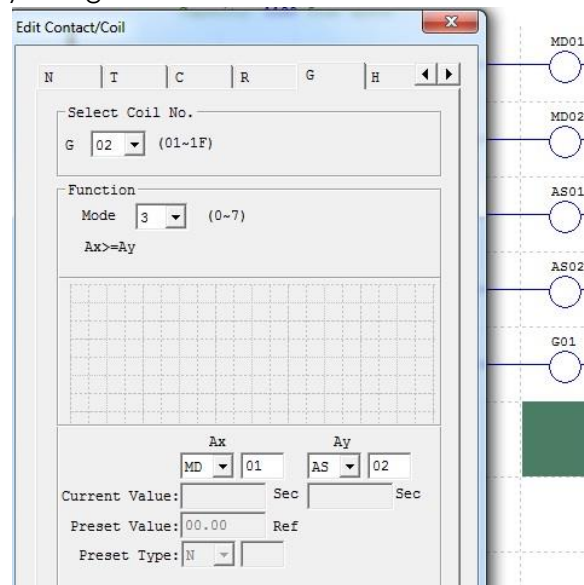 Edit Contact/Coil
N T C R G H
Select Coil No.
G 02 (01~1F)
Function
Mode 3 (0~7)
Ax>=Ay
Ax Ay
MD 01 AS 02
Current Value: Sec Sec
Preset Value: 00.00 Ref
Preset Type: N
MD01
MD02
AS01
AS02
G01